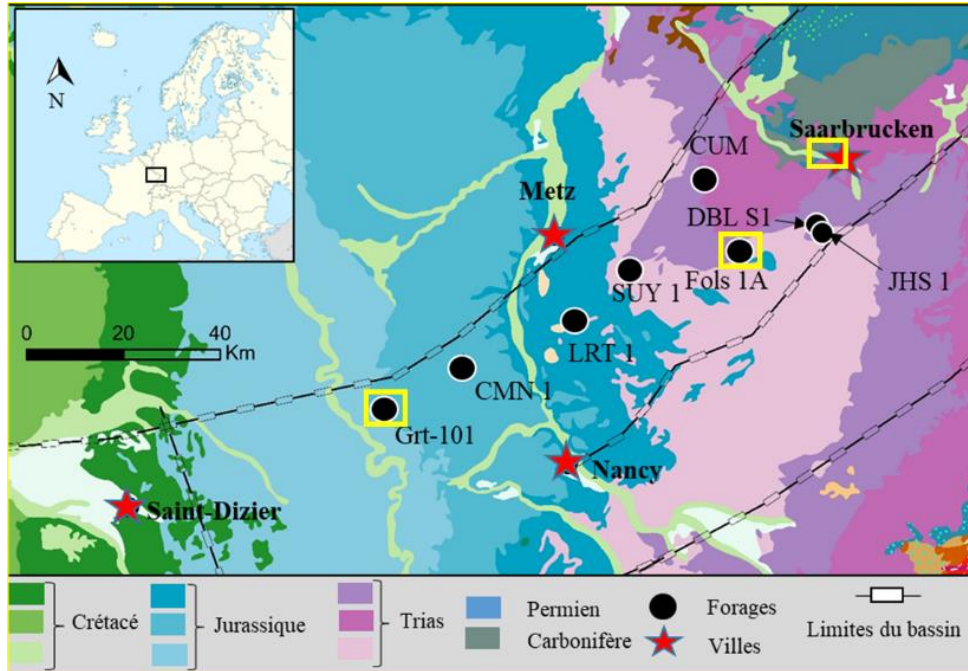 N
Saarbrucken
CUM
Metz
DBL S1
Fols 1A
JHS 1
SUY 1
0 20 40
Km
LRT 1
CMN 1
Grt-101
Nancy
Saint-Dizier
Crétacé
Jurassique
Trias
Permien
Carbonifère
Forages
Villes
Limites du bassin